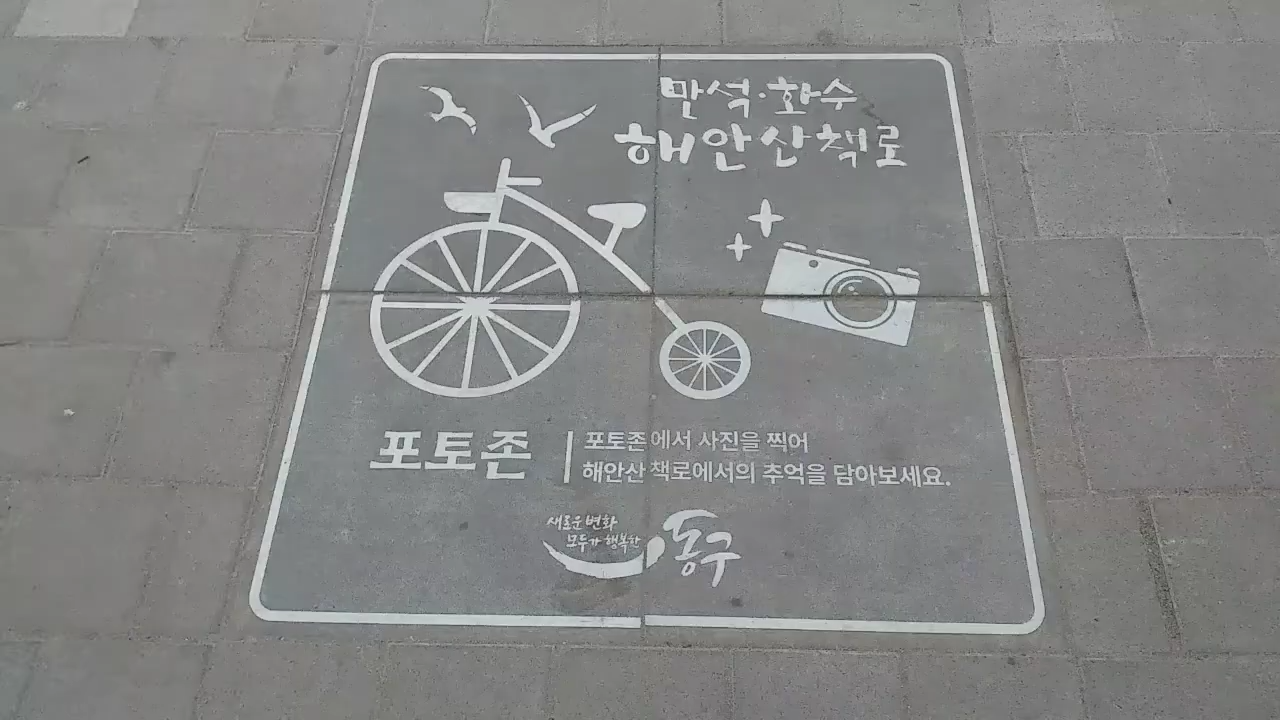 만석·화수
해안산책로
포토존
포토존에서 사진을 찍어
해안산책로에서의 추억을 담아보세요.
새로운 변화
모두가 행복한
동구